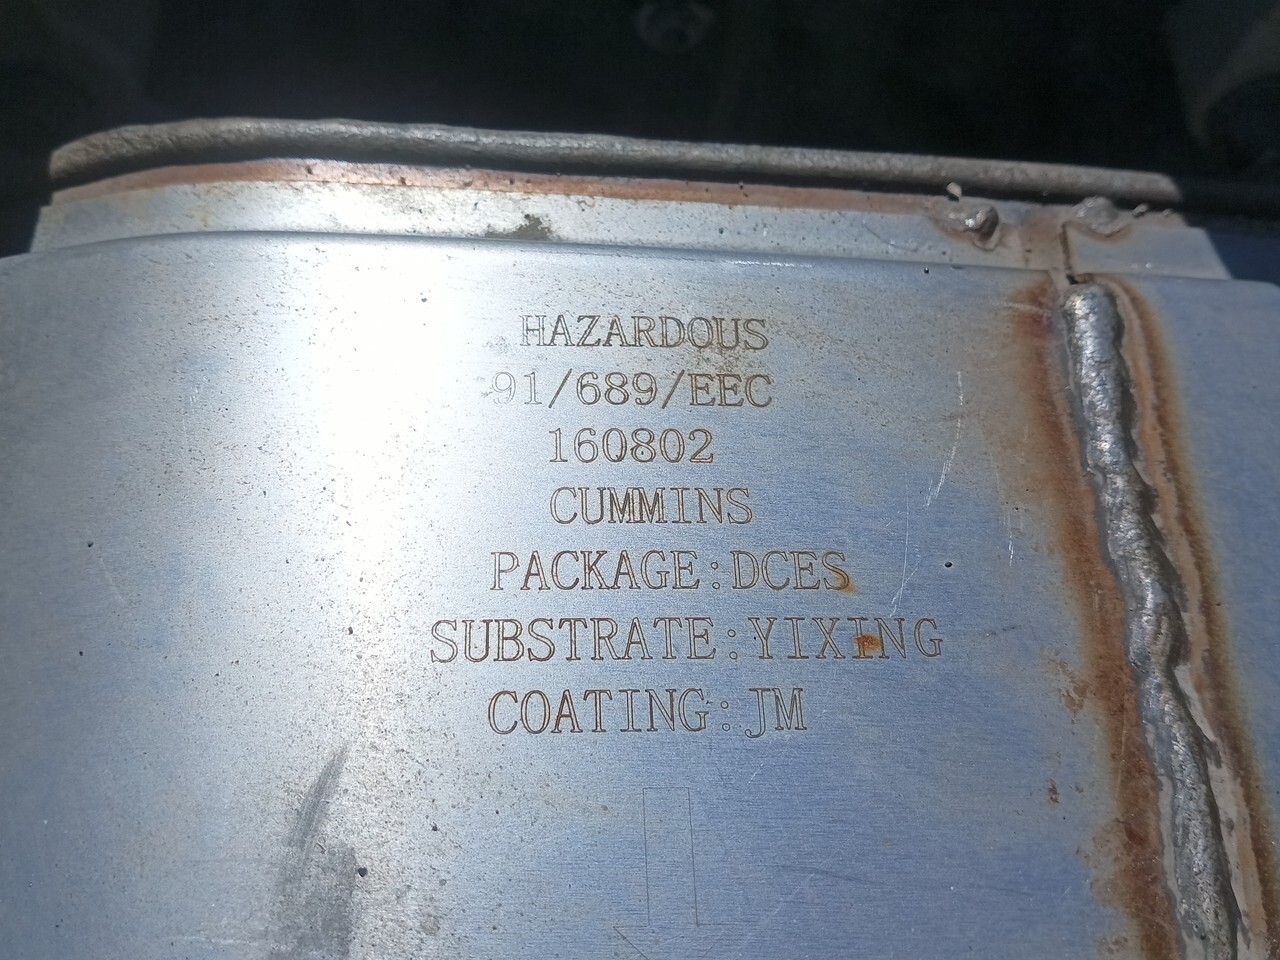 HAZARDOUS
91/689/EEC
160802
CUMMINS
PACKAGE:DCES
SUBSTRATE:YIXING
COATING:JM